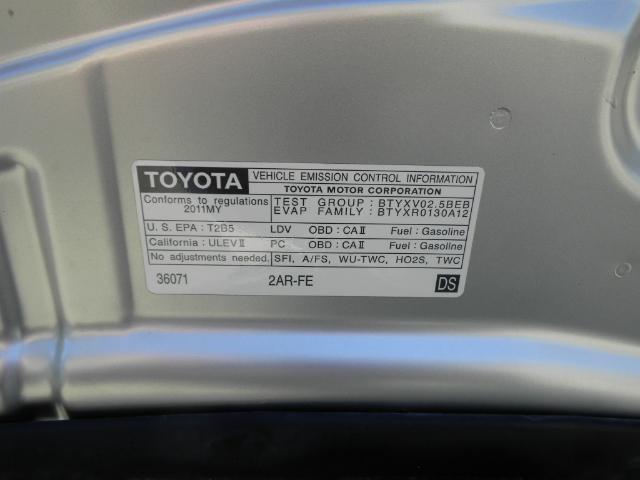 TOYOTA VEHICLE EMISSION CONTROL INFORMATION
TOYOTA MOTOR CORPORATION
Conforms to regulations 2011MY
TEST GROUP : BTYXV02.5BEB
EVAP FAMILY : BTYXR0130A12
U. S. EPA : T2B5 LDV OBD : CAⅡ Fuel : Gasoline
California : ULEVⅡ PC OBD : CAⅡ Fuel : Gasoline
No adjustments needed. SFI, A/FS, WU-TWC, HO2S, TWC
36071 2AR-FE DS